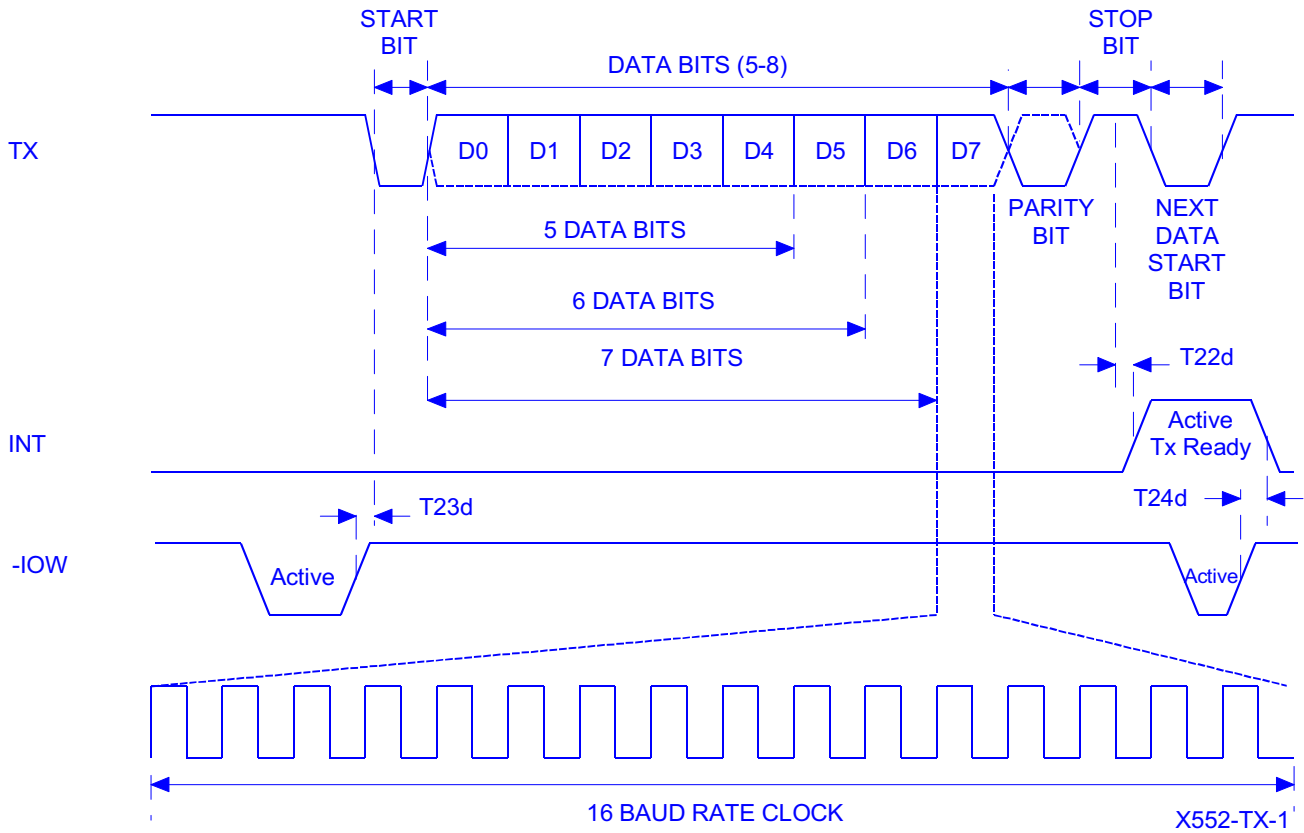 START
BIT
DATA BITS (5-8)
STOP
BIT
TX
D0
D1
D2
D3
D4
D5
D6
D7
PARITY
BIT
NEXT
DATA
START
BIT
5 DATA BITS
6 DATA BITS
7 DATA BITS
T22d
INT
Active
Tx Ready
T23d
T24d
-IOW
Active
Active
16 BAUD RATE CLOCK
X552-TX-1